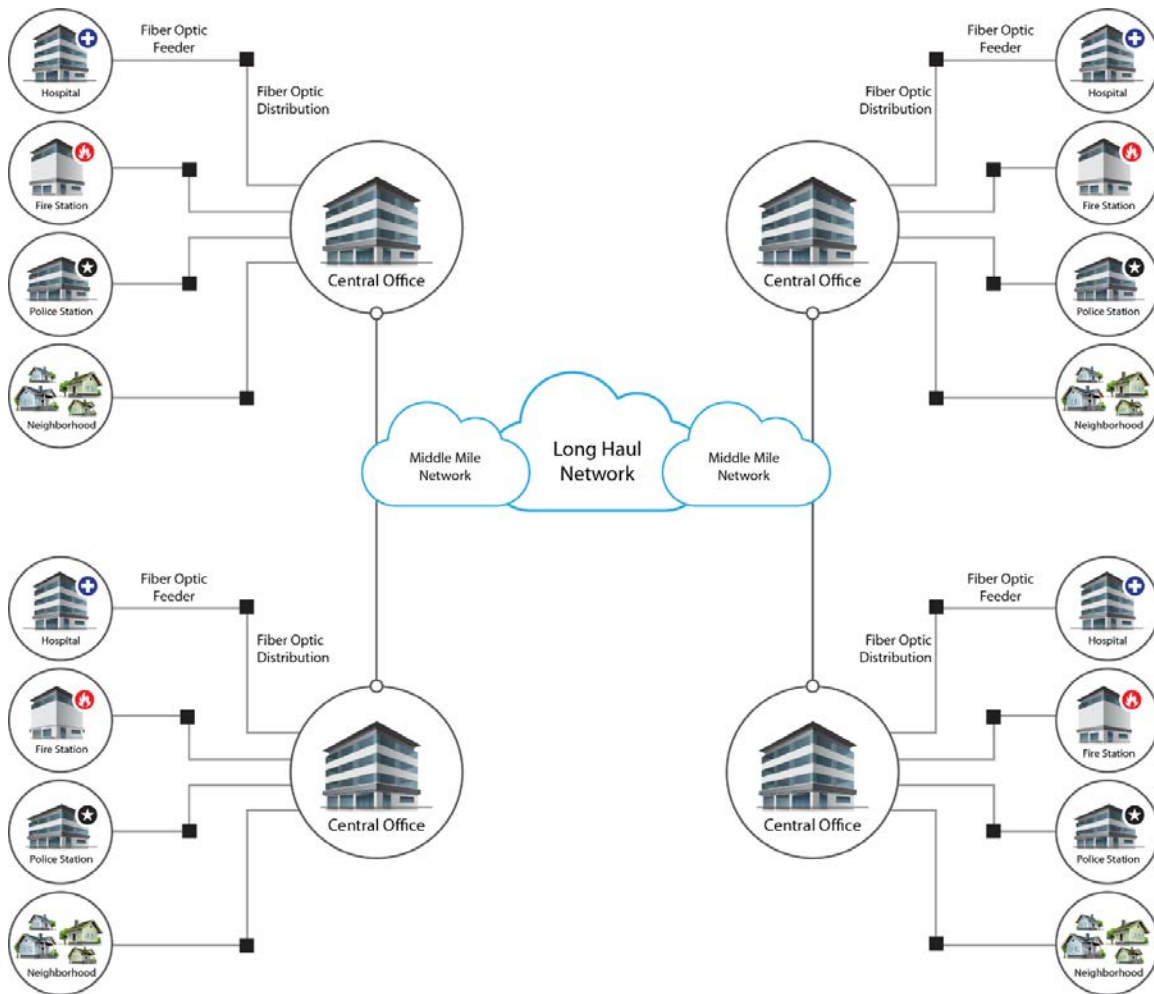 Fiber Optic
Feeder
Hospital
Fiber Optic
Distribution
Fire Station
Police Station
Neighborhood
Central Office
Fiber Optic
Feeder
Hospital
Fiber Optic
Distribution
Fire Station
Police Station
Neighborhood
Central Office
Middle Mile
Network
Long Haul
Network
Middle Mile
Network
Fiber Optic
Feeder
Hospital
Fiber Optic
Distribution
Fire Station
Police Station
Neighborhood
Central Office
Fiber Optic
Feeder
Hospital
Fiber Optic
Distribution
Fire Station
Police Station
Neighborhood
Central Office